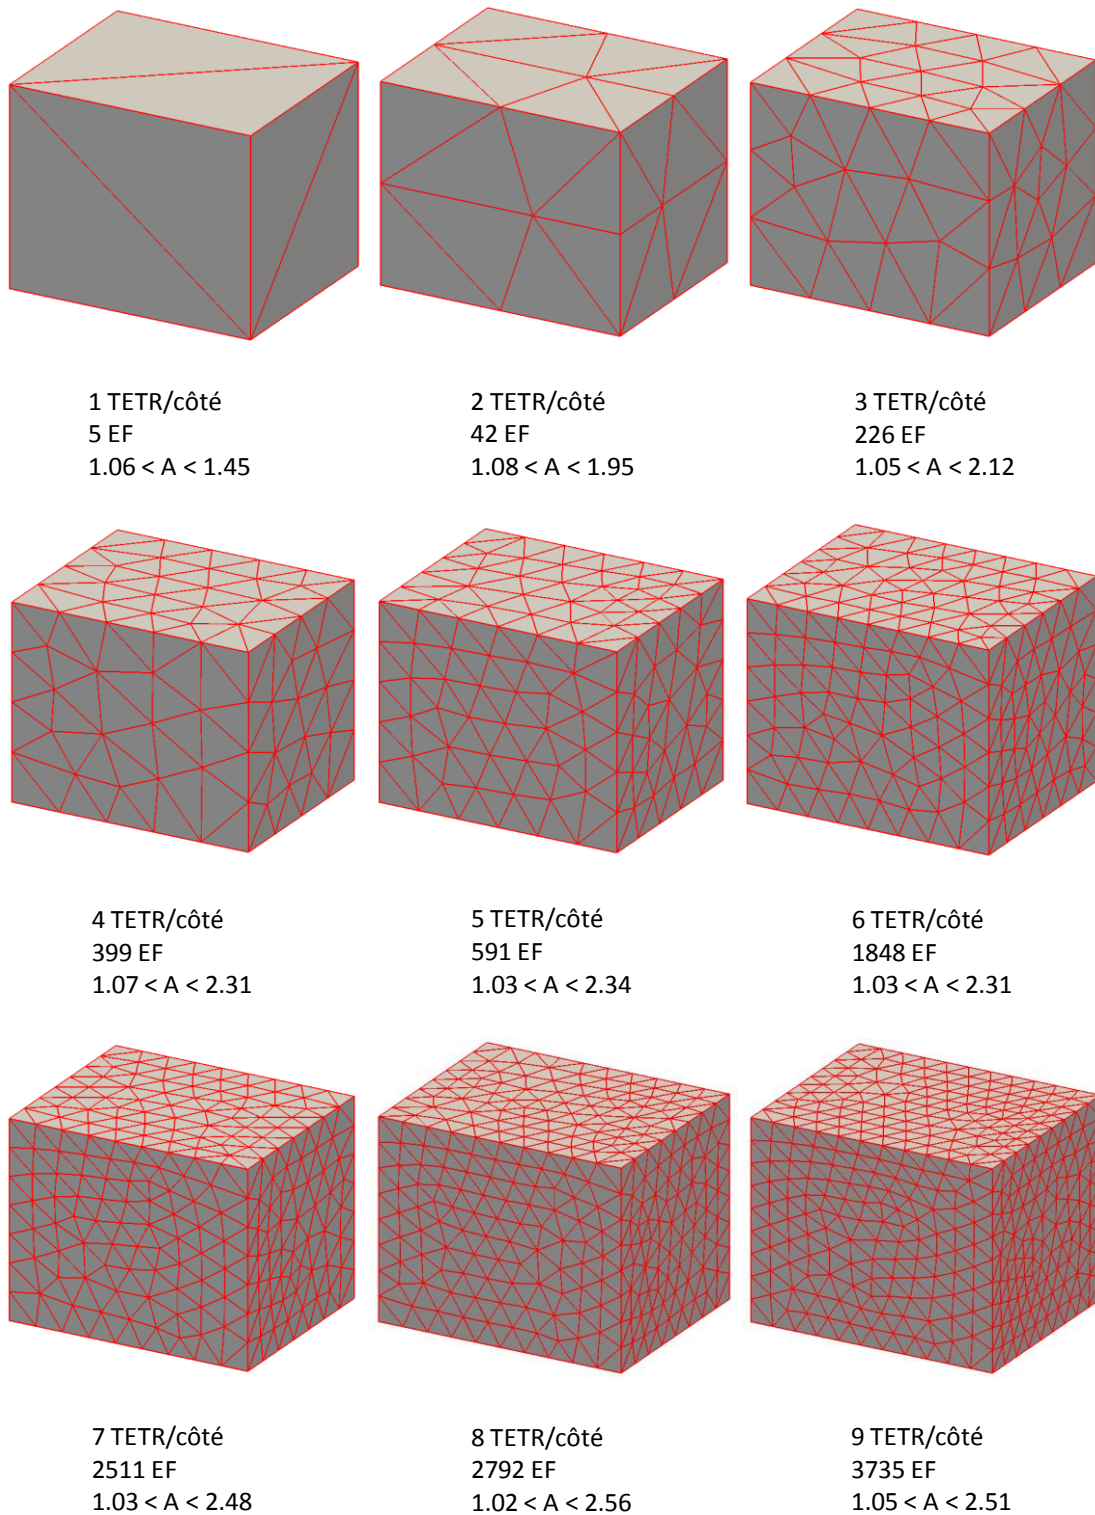 1 TETR/côté
5 EF
1.06 < A < 1.45
2 TETR/côté
42 EF
1.08 < A < 1.95
3 TETR/côté
226 EF
1.05 < A < 2.12
4 TETR/côté
399 EF
1.07 < A < 2.31
5 TETR/côté
591 EF
1.03 < A < 2.34
6 TETR/côté
1848 EF
1.03 < A < 2.31
7 TETR/côté
2511 EF
1.03 < A < 2.48
8 TETR/côté
2792 EF
1.02 < A < 2.56
9 TETR/côté
3735 EF
1.05 < A < 2.51